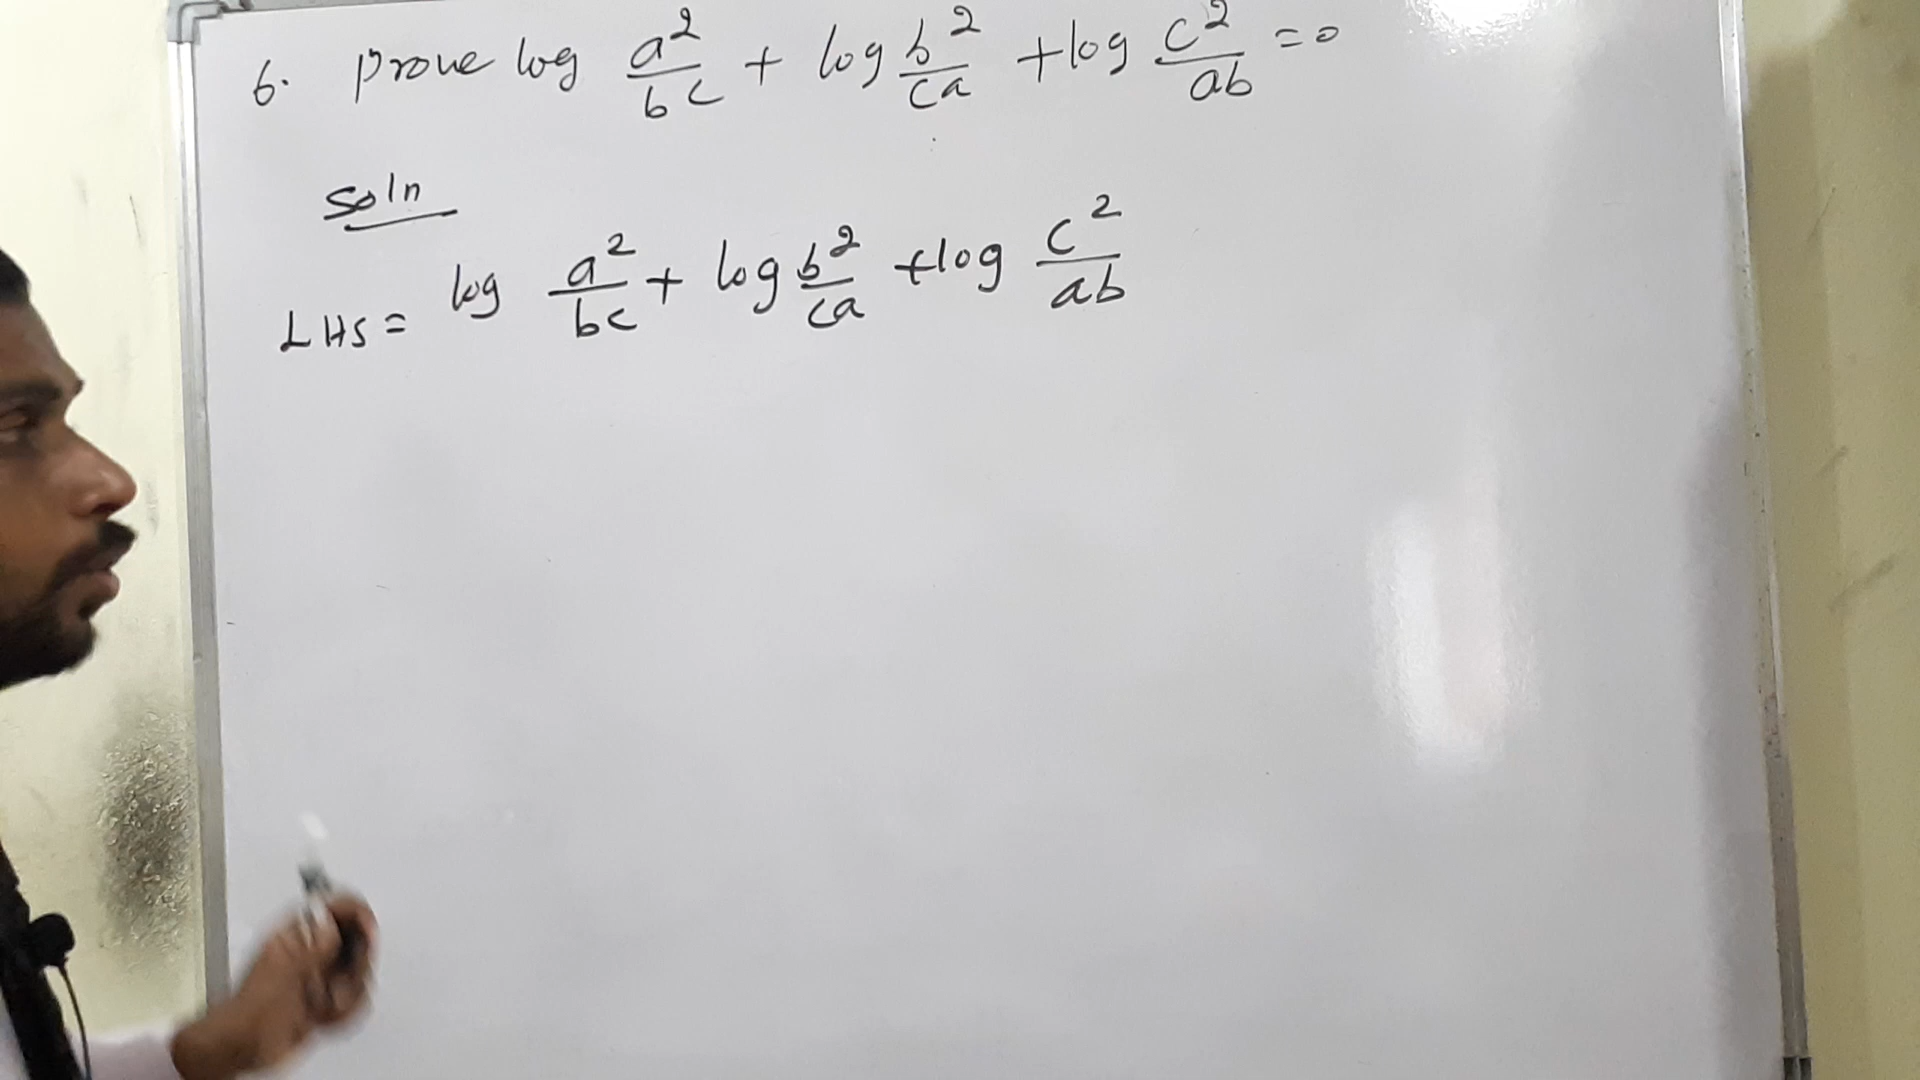 6. Prove log a²/bc + log b²/ca + log c²/ab = 0
Soln
LHS = log a²/bc + log b²/ca + log c²/ab